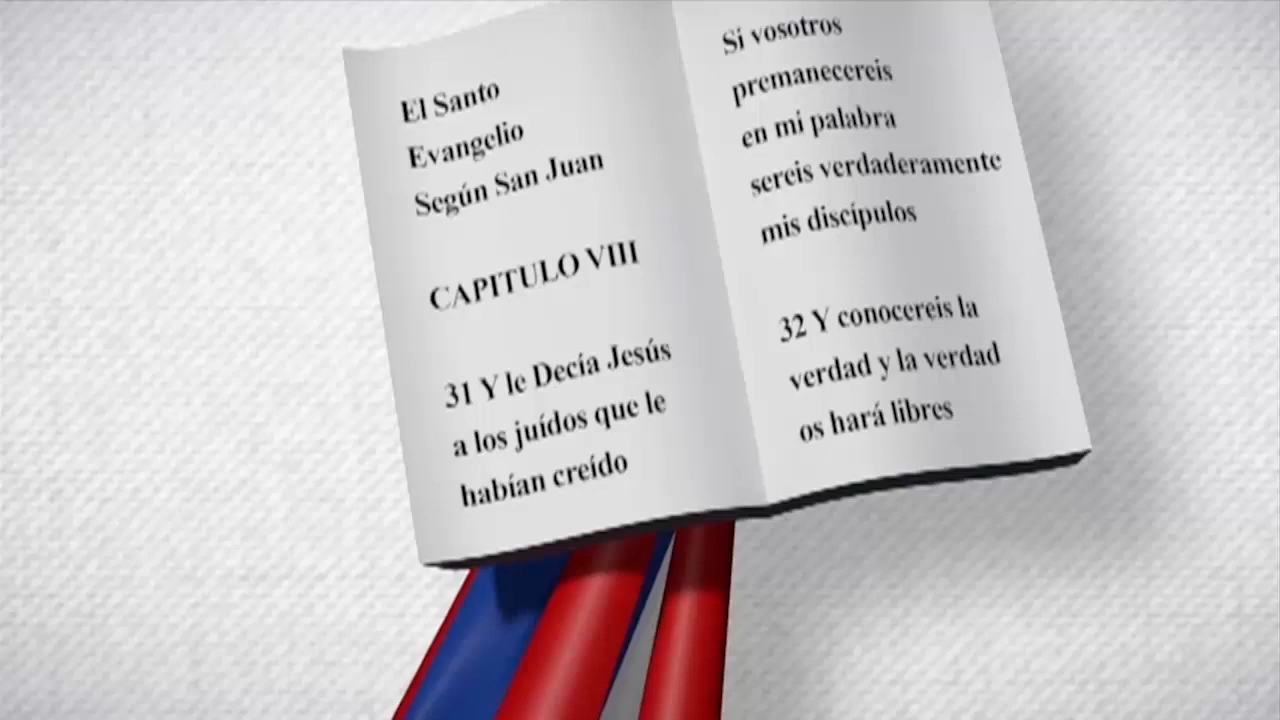 El Santo
Evangelio
Según San Juan
CAPITULO VIII
31 Y le Decía Jesús
a los juídos que le
habían creído
Si vosotros
premanecereis
en mi palabra
sereis verdaderamente
mis discípulos
32 Y conocereis la
verdad y la verdad
os hará libres